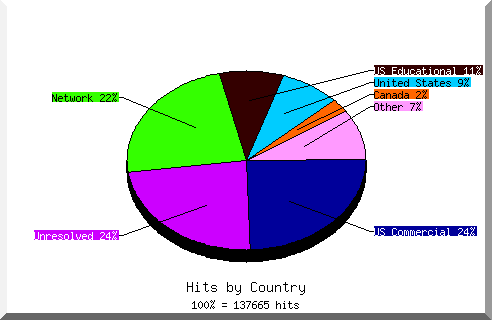 US Educational 11%
United States 9%
Network 22%
Canada 2%
Other 7%
Unresolved 24%
US Commercial 24%
Hits by Country
100% = 137665 hits